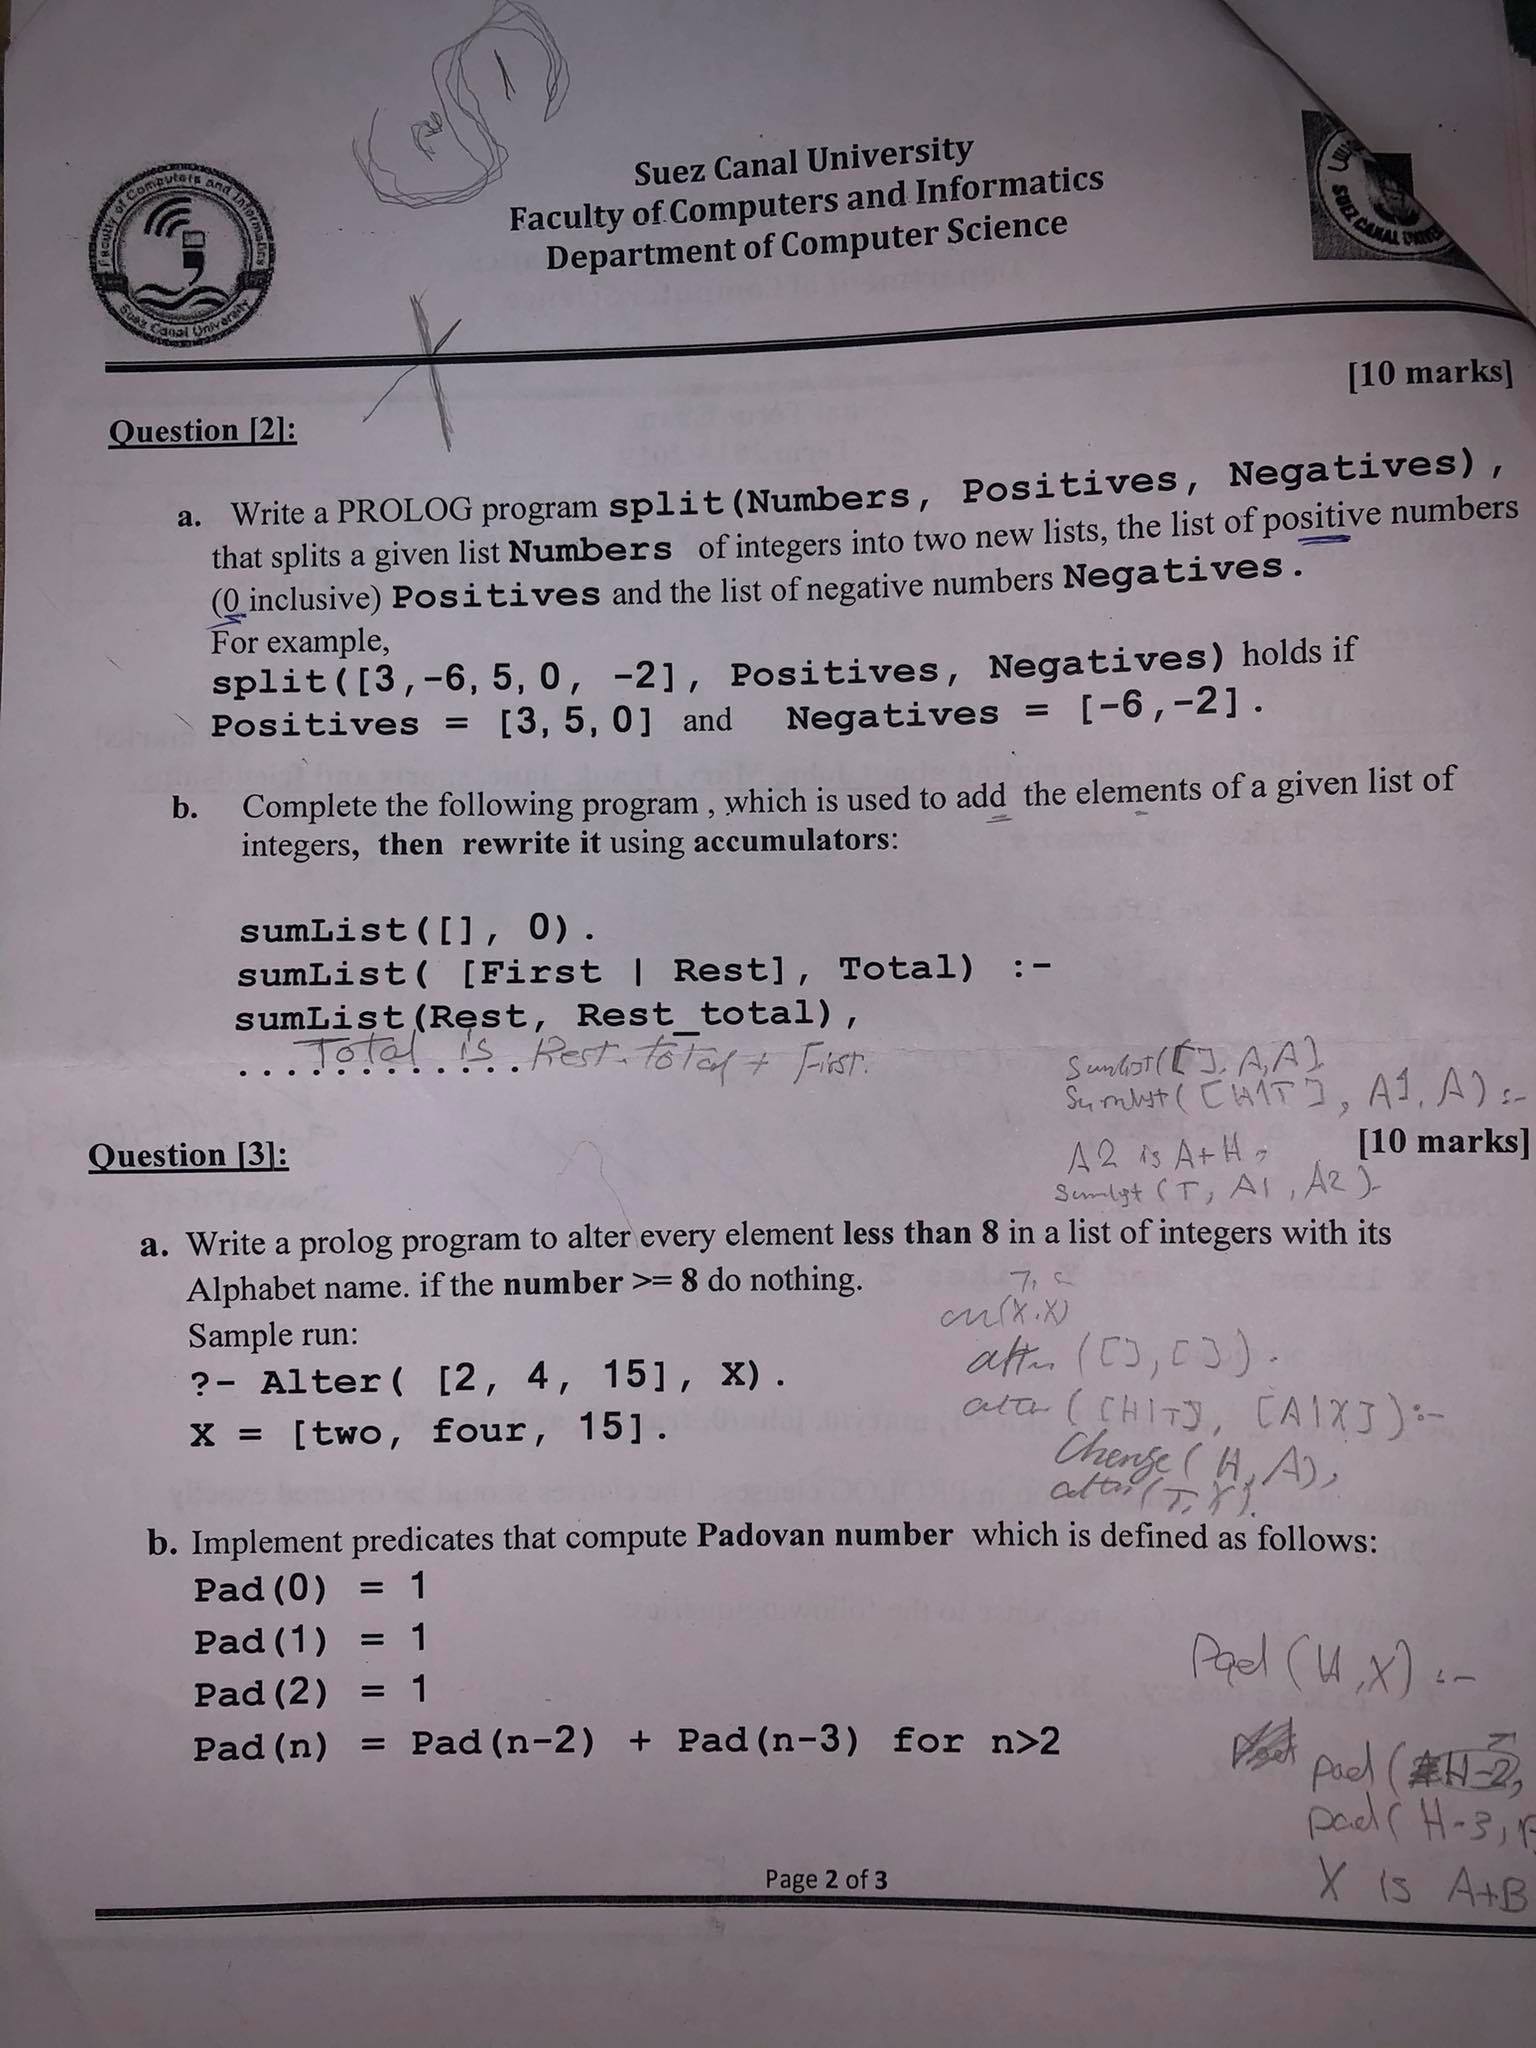 Suez Canal University
Faculty of Computers and Informatics
Department of Computer Science
Faculty of Computers and Informatics
Suez Canal University
SUEZ CANAL
[10 marks]
Question [2]:
a. Write a PROLOG program split(Numbers, Positives, Negatives),
that splits a given list Numbers of integers into two new lists, the list of positive numbers
(0 inclusive) Positives and the list of negative numbers Negatives.
For example,
split([3,-6,5,0, -2], Positives, Negatives) holds if
Positives = [3,5,0] and Negatives = [-6,-2].
b. Complete the following program , which is used to add the elements of a given list of
integers, then rewrite it using accumulators:
sumList([], 0).
sumList( [First | Rest], Total) :-
sumList(Rest, Rest_total),
............
Total is Rest-total + First.
Sumlist([], A,A)
Sumlist([H|T], A1, A) :-
A2 is A+H,
Sumlist(T, A1, A2).
Question [3]:
[10 marks]
a. Write a prolog program to alter every element less than 8 in a list of integers with its
Alphabet name. if the number >= 8 do nothing.
Sample run:
?- Alter( [2, 4, 15], X).
X = [two, four, 15].
(X,X)
alter([],[]).
alter([H|T], [A|X]) :-
Change(H,A),
alter(T,X).
b. Implement predicates that compute Padovan number which is defined as follows:
Pad(0) = 1
Pad(1) = 1
Pad(2) = 1
Pad(n) = Pad(n-2) + Pad(n-3) for n>2
Pad(H,X) :-
pad(H-2,
pad(H-3,
X is A+B
Page 2 of 3